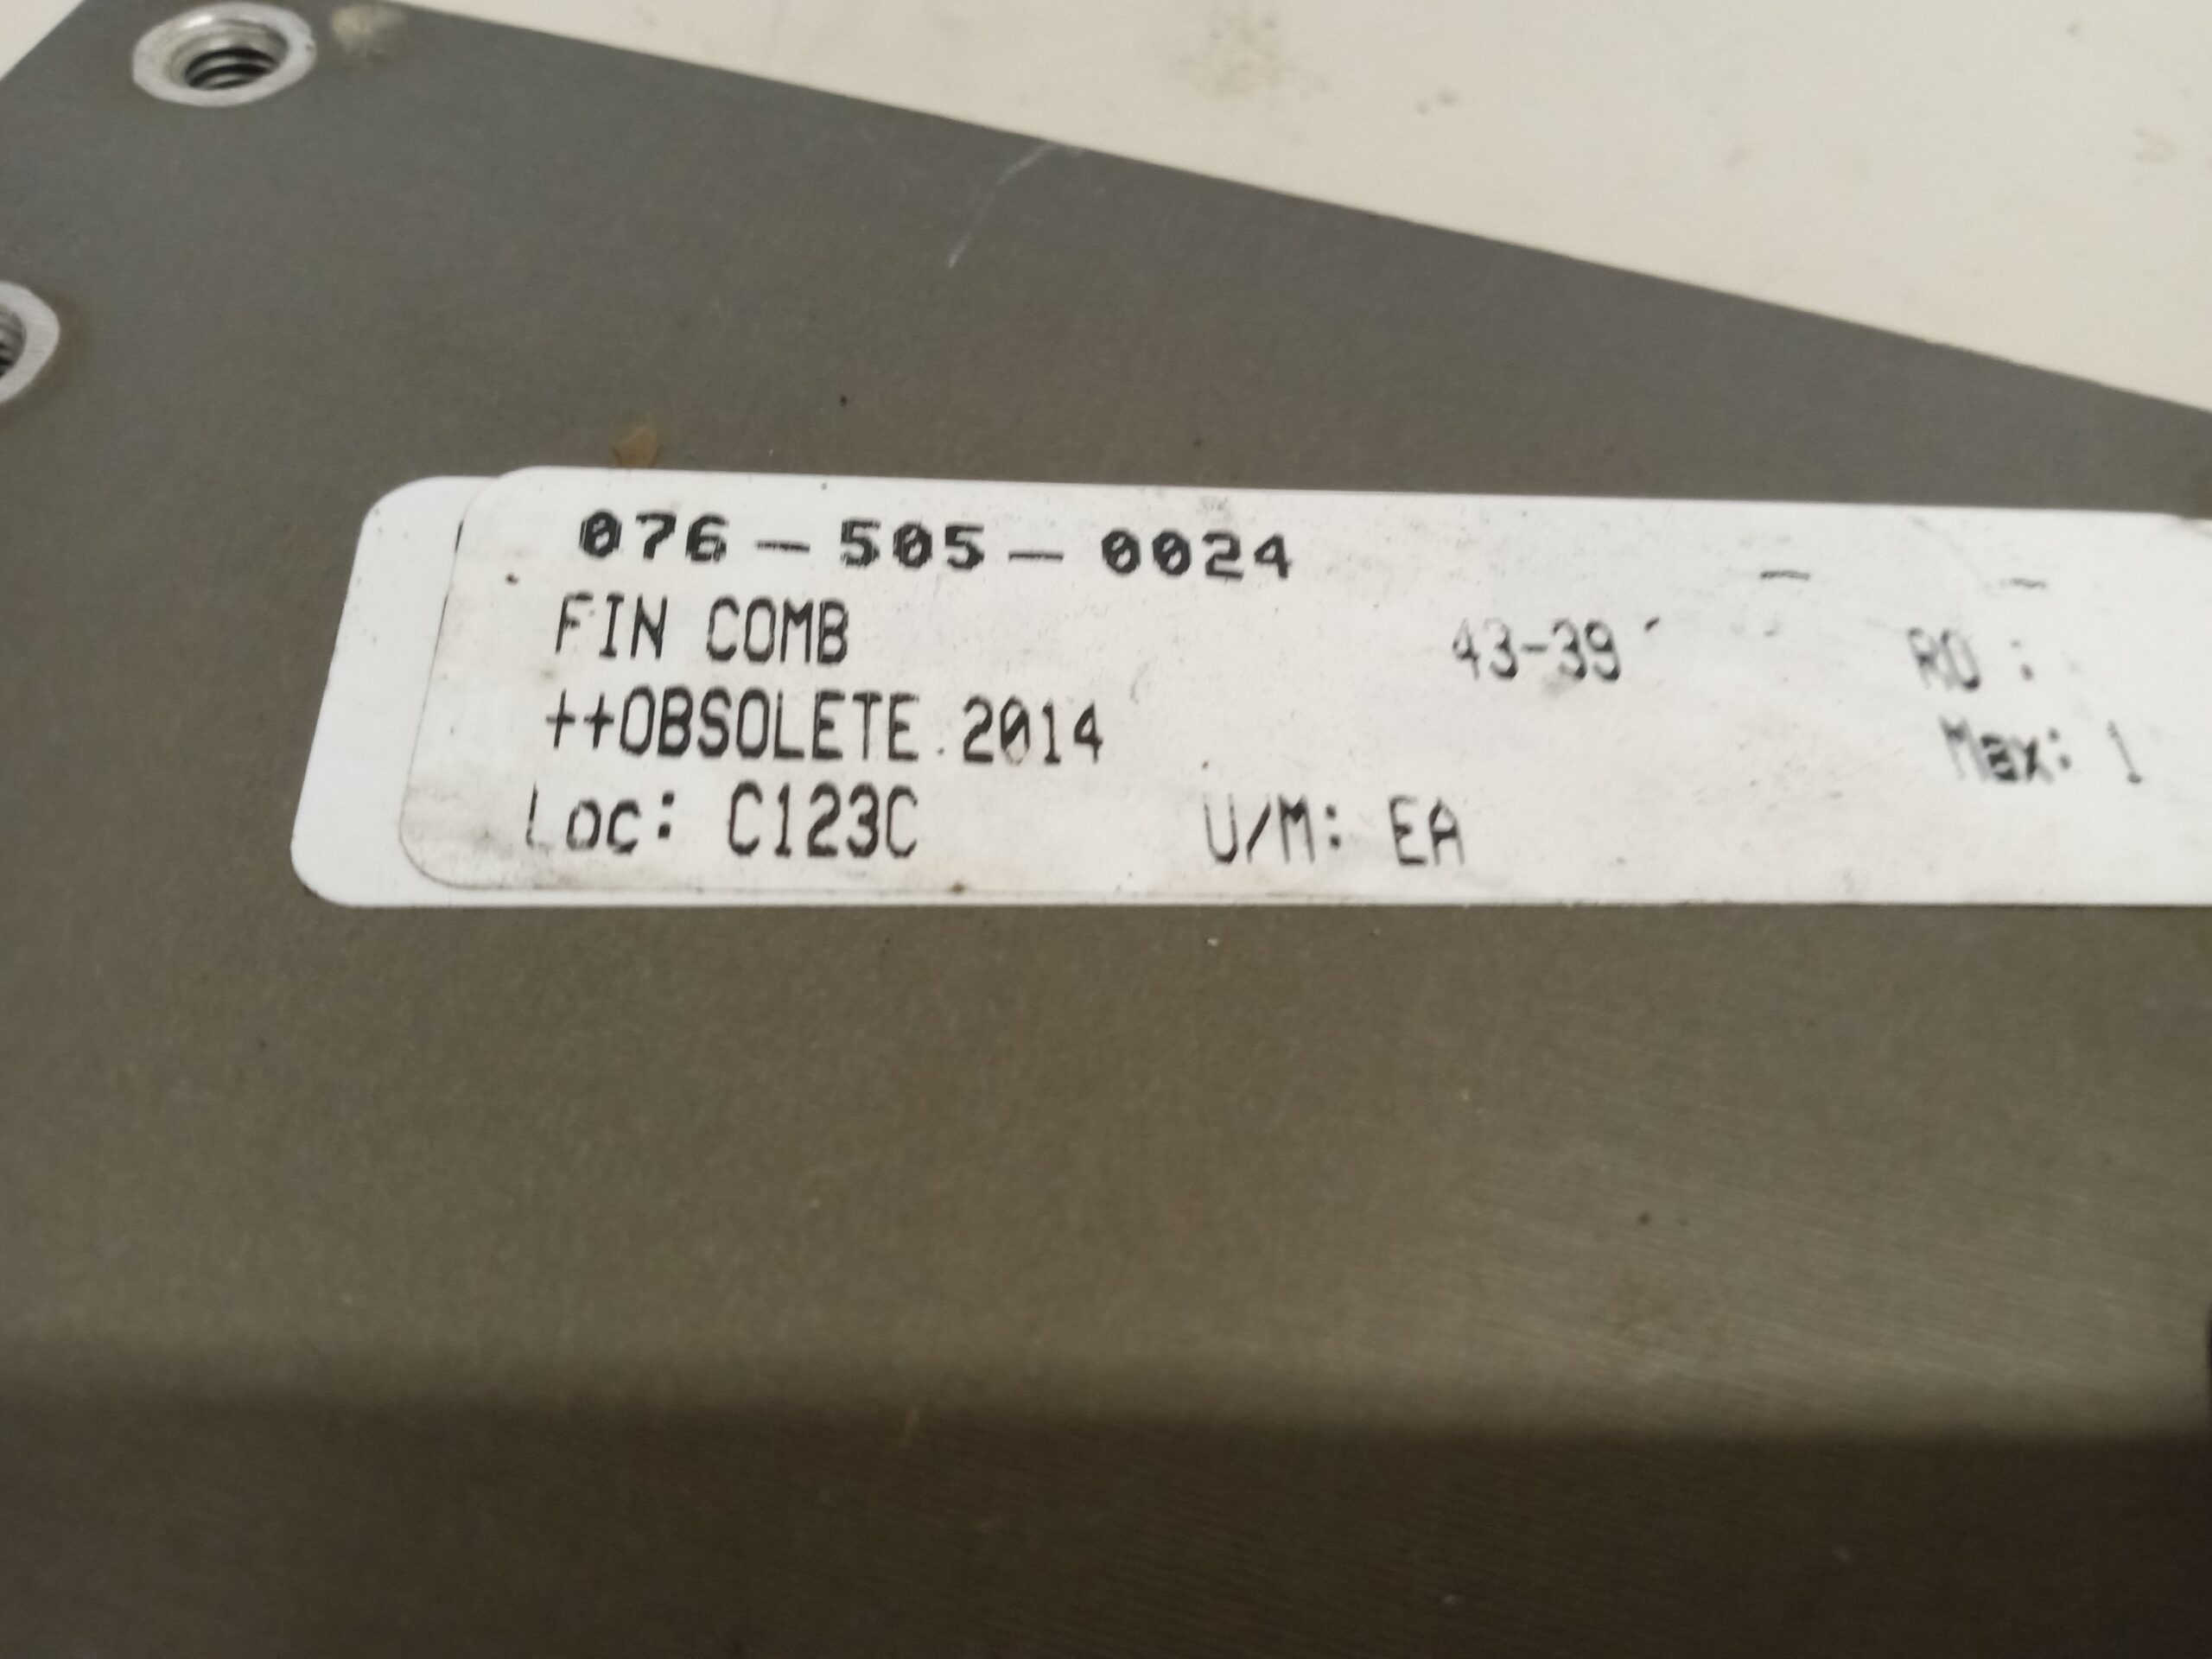 076-505-0024
FIN COMB 43-39 RO :
++OBSOLETE 2014 Max: 1
Loc: C123C U/M: EA